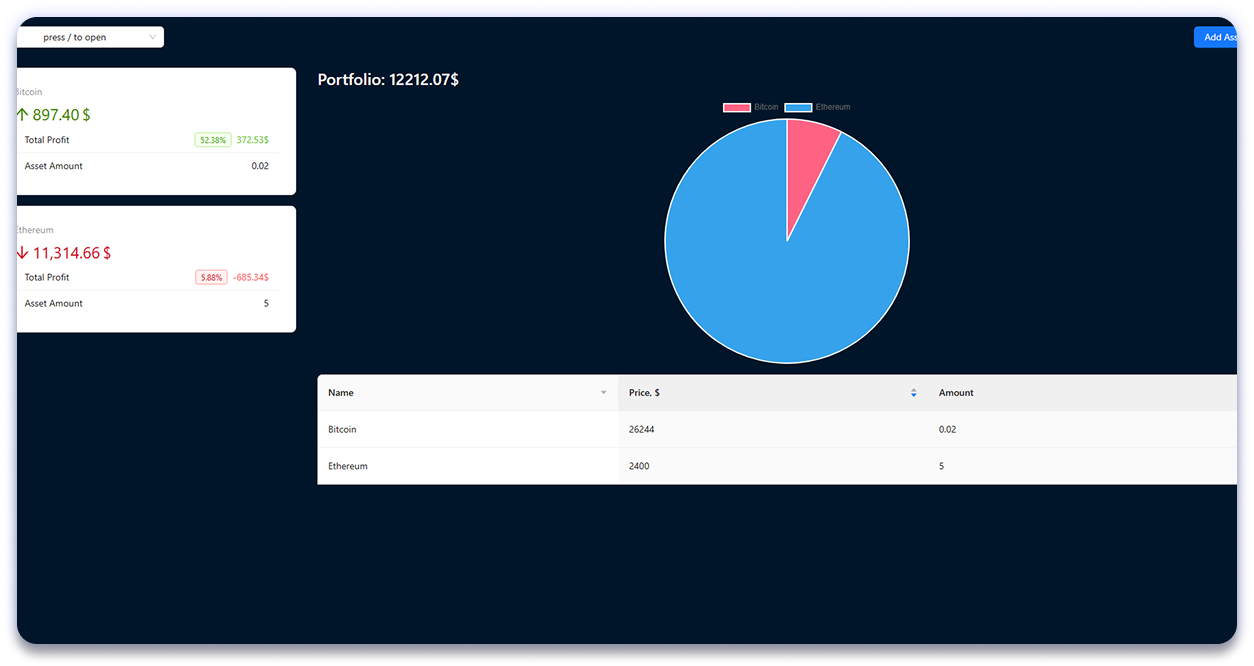 press / to open
Add Ass
Bitcoin
897.40 $
Total Profit 52.38% 372.53$
Asset Amount 0.02
Ethereum
11,314.66 $
Total Profit 5.88% -685.34$
Asset Amount 5
Portfolio: 12212.07$
Bitcoin Ethereum
Name Price, $ Amount
Bitcoin 26244 0.02
Ethereum 2400 5